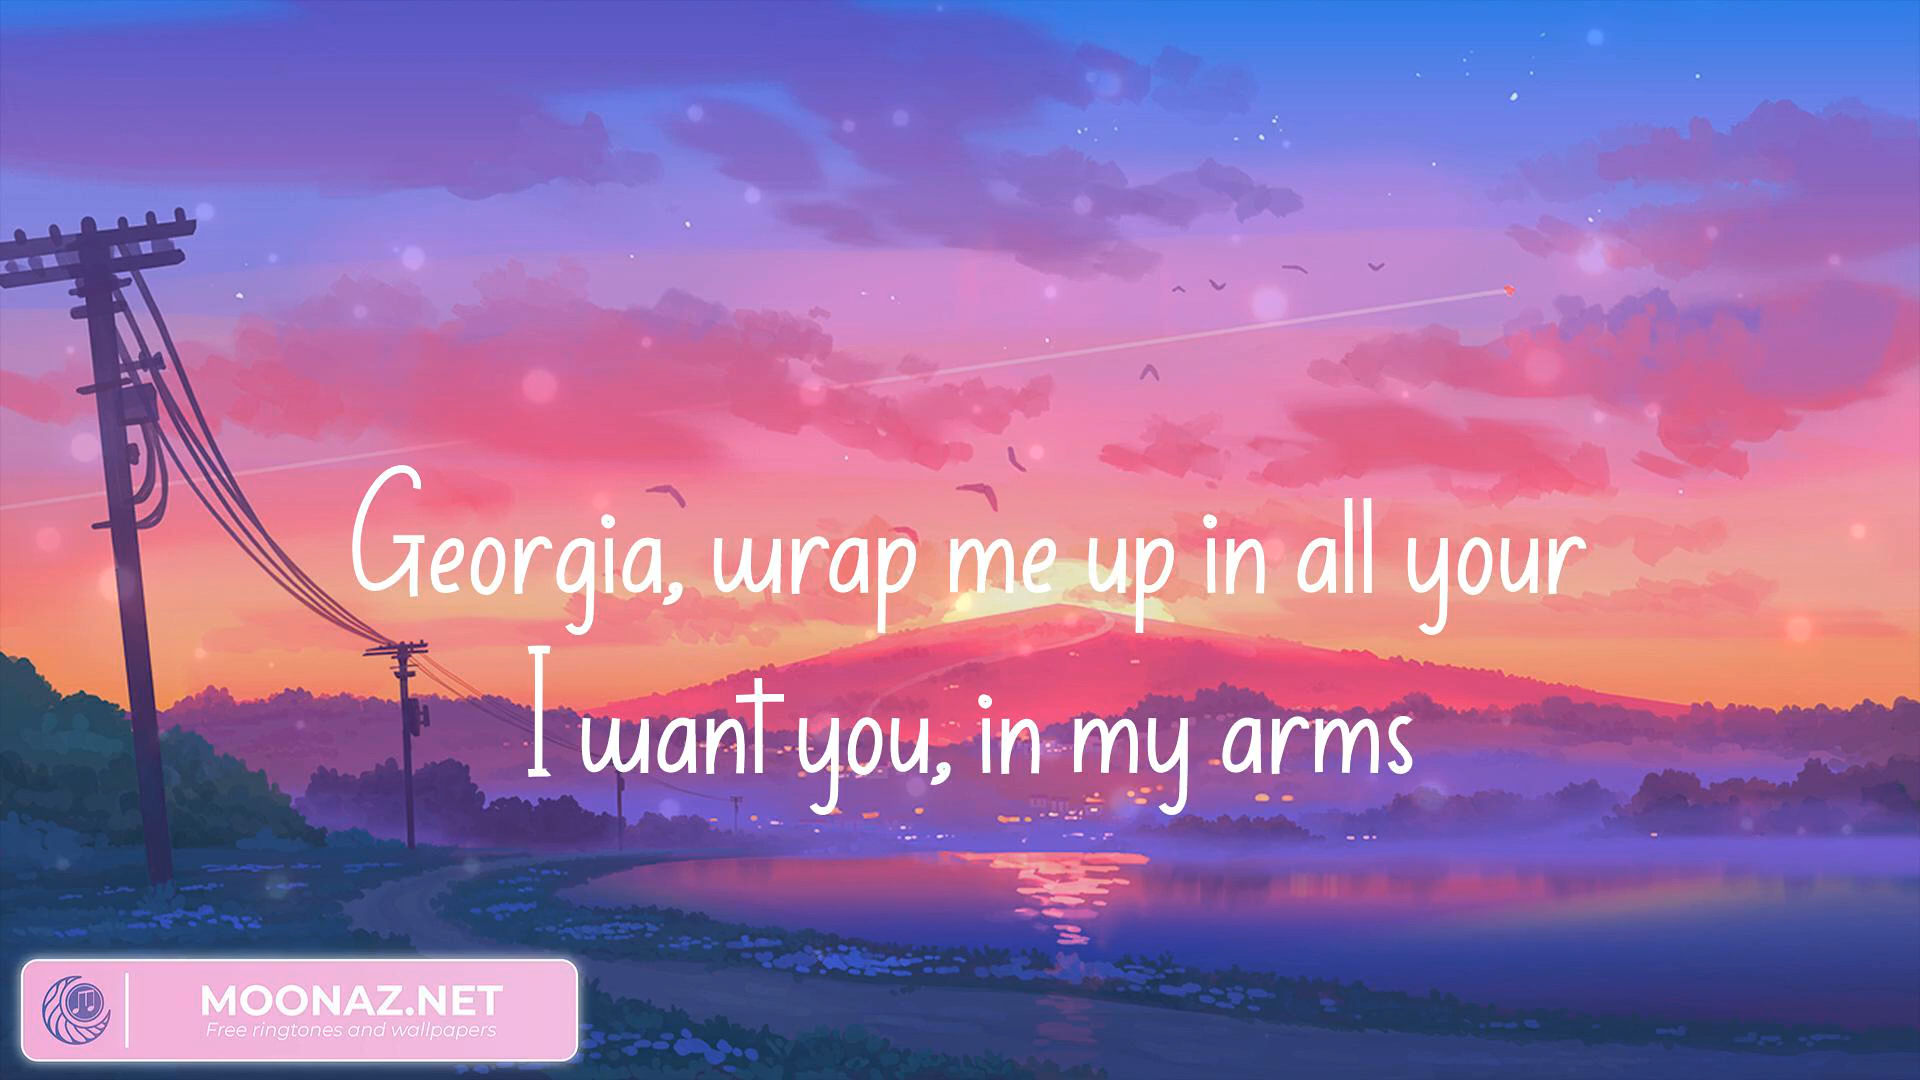 Georgia, wrap me up in all your
I want you, in my arms
MOONAZ.NET
Free ringtones and wallpapers